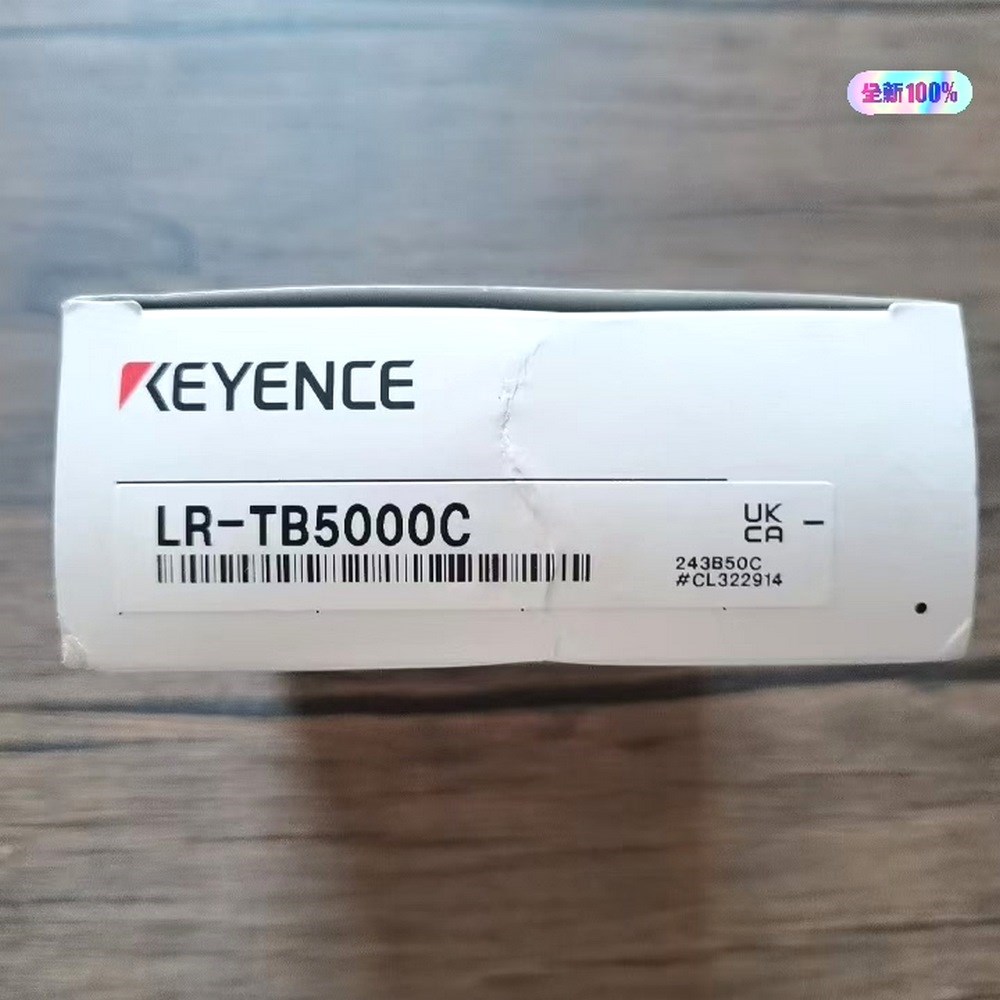 全新100%
KEYENCE
LR-TB5000C
UK
CA
-
243B50C
#CL322914